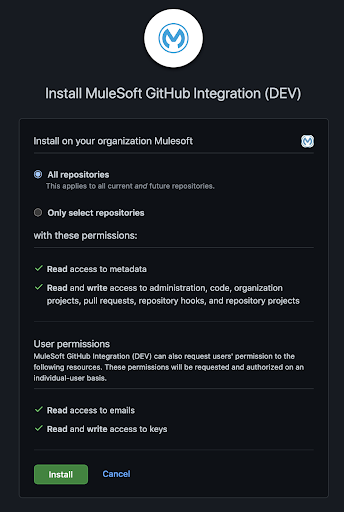 Install MuleSoft GitHub Integration (DEV)
Install on your organization Mulesoft
All repositories
This applies to all current and future repositories.
Only select repositories
with these permissions:
Read access to metadata
Read and write access to administration, code, organization
projects, pull requests, repository hooks, and repository projects
User permissions
MuleSoft GitHub Integration (DEV) can also request users' permission to the
following resources. These permissions will be requested and authorized on an
individual-user basis.
Read access to emails
Read and write access to keys
Install Cancel